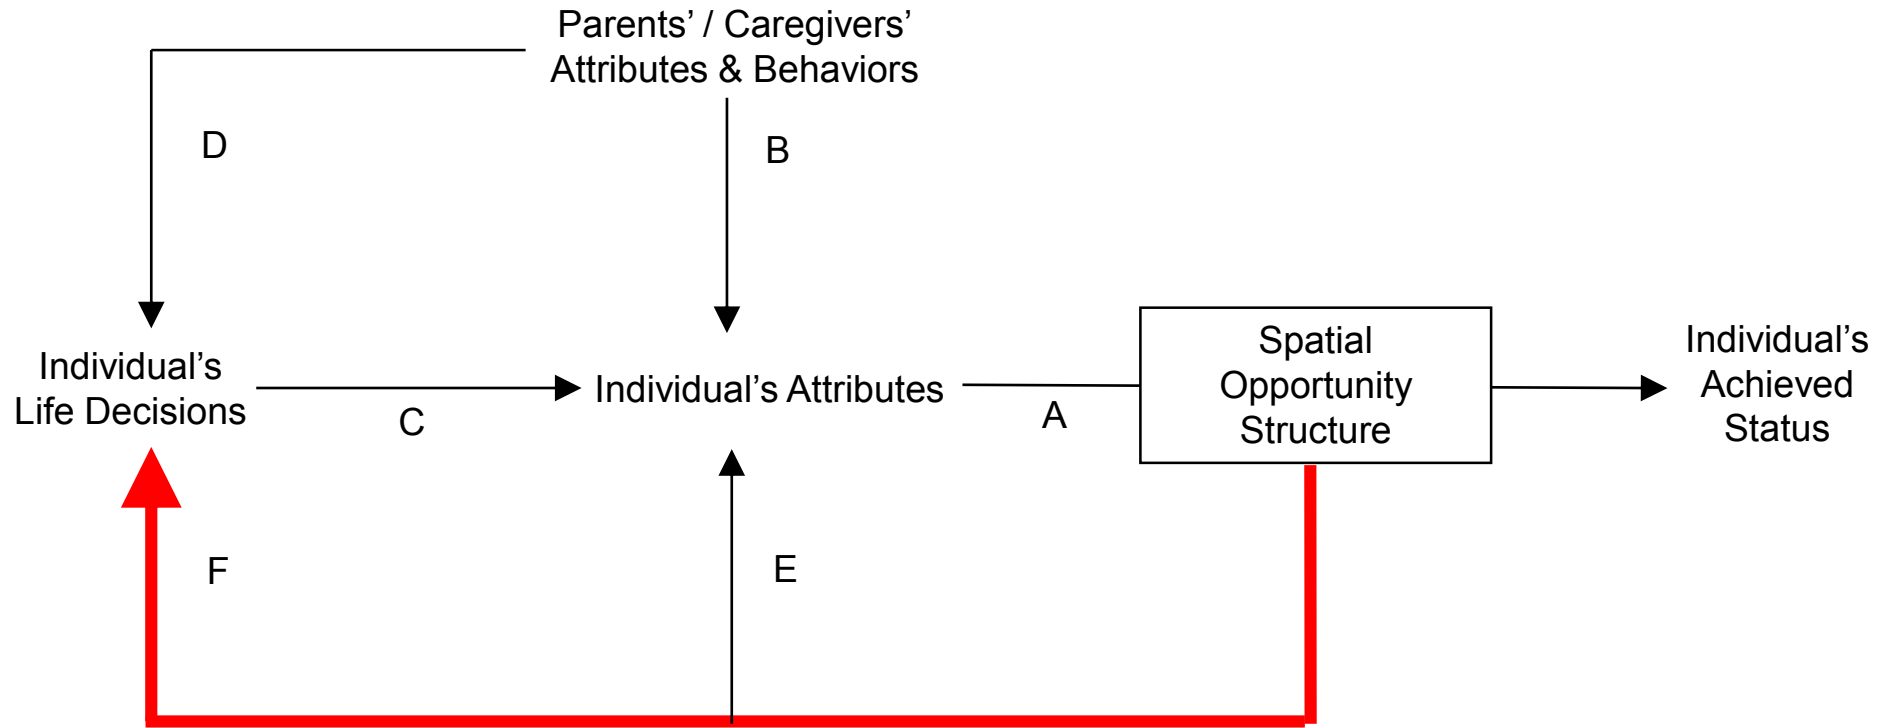 Parents’ / Caregivers’
Attributes & Behaviors
D
B
Individual’s
Life Decisions
C
Individual’s Attributes
A
Spatial
Opportunity
Structure
Individual’s
Achieved
Status
F
E